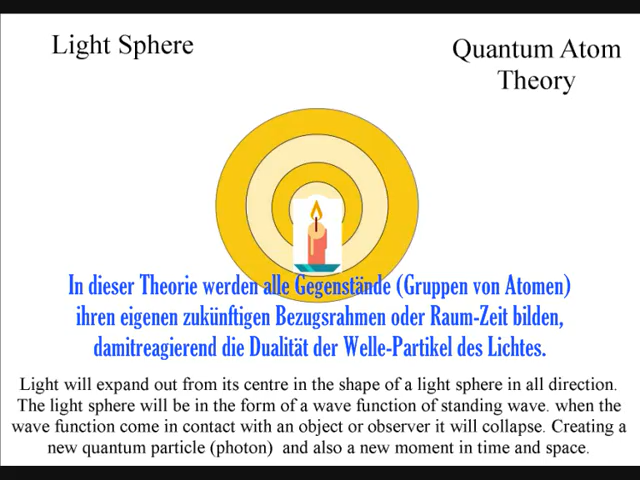 Light Sphere
Quantum Atom
Theory
In dieser Theorie werden alle Gegenstände (Gruppen von Atomen)
ihren eigenen zukünftigen Bezugsrahmen oder Raum-Zeit bilden,
damitreagierend die Dualität der Welle-Partikel des Lichtes.
Light will expand out from its centre in the shape of a light sphere in all direction.
The light sphere will be in the form of a wave function of standing wave. when the
wave function come in contact with an object or observer it will collapse. Creating a
new quantum particle (photon) and also a new moment in time and space.